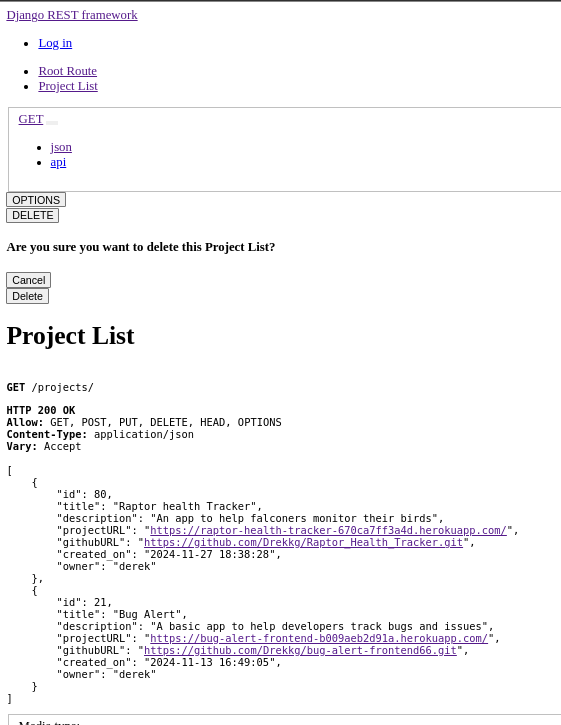 Django REST framework
Log in
Root Route
Project List
GET
json
api
OPTIONS
DELETE
Are you sure you want to delete this Project List?
Cancel
Delete
Project List
GET /projects/
HTTP 200 OK
Allow: GET, POST, PUT, DELETE, HEAD, OPTIONS
Content-Type: application/json
Vary: Accept
[
    {
        "id": 80,
        "title": "Raptor health Tracker",
        "description": "An app to help falconers monitor their birds",
        "projectURL": "https://raptor-health-tracker-670ca7ff3a4d.herokuapp.com/",
        "githubURL": "https://github.com/Drekkg/Raptor_Health_Tracker.git",
        "created_on": "2024-11-27 18:38:28",
        "owner": "derek"
    },
    {
        "id": 21,
        "title": "Bug Alert",
        "description": "A basic app to help developers track bugs and issues",
        "projectURL": "https://bug-alert-frontend-b009aeb2d91a.herokuapp.com/",
        "githubURL": "https://github.com/Drekkg/bug-alert-frontend66.git",
        "created_on": "2024-11-13 16:49:05",
        "owner": "derek"
    }
]
Media type: